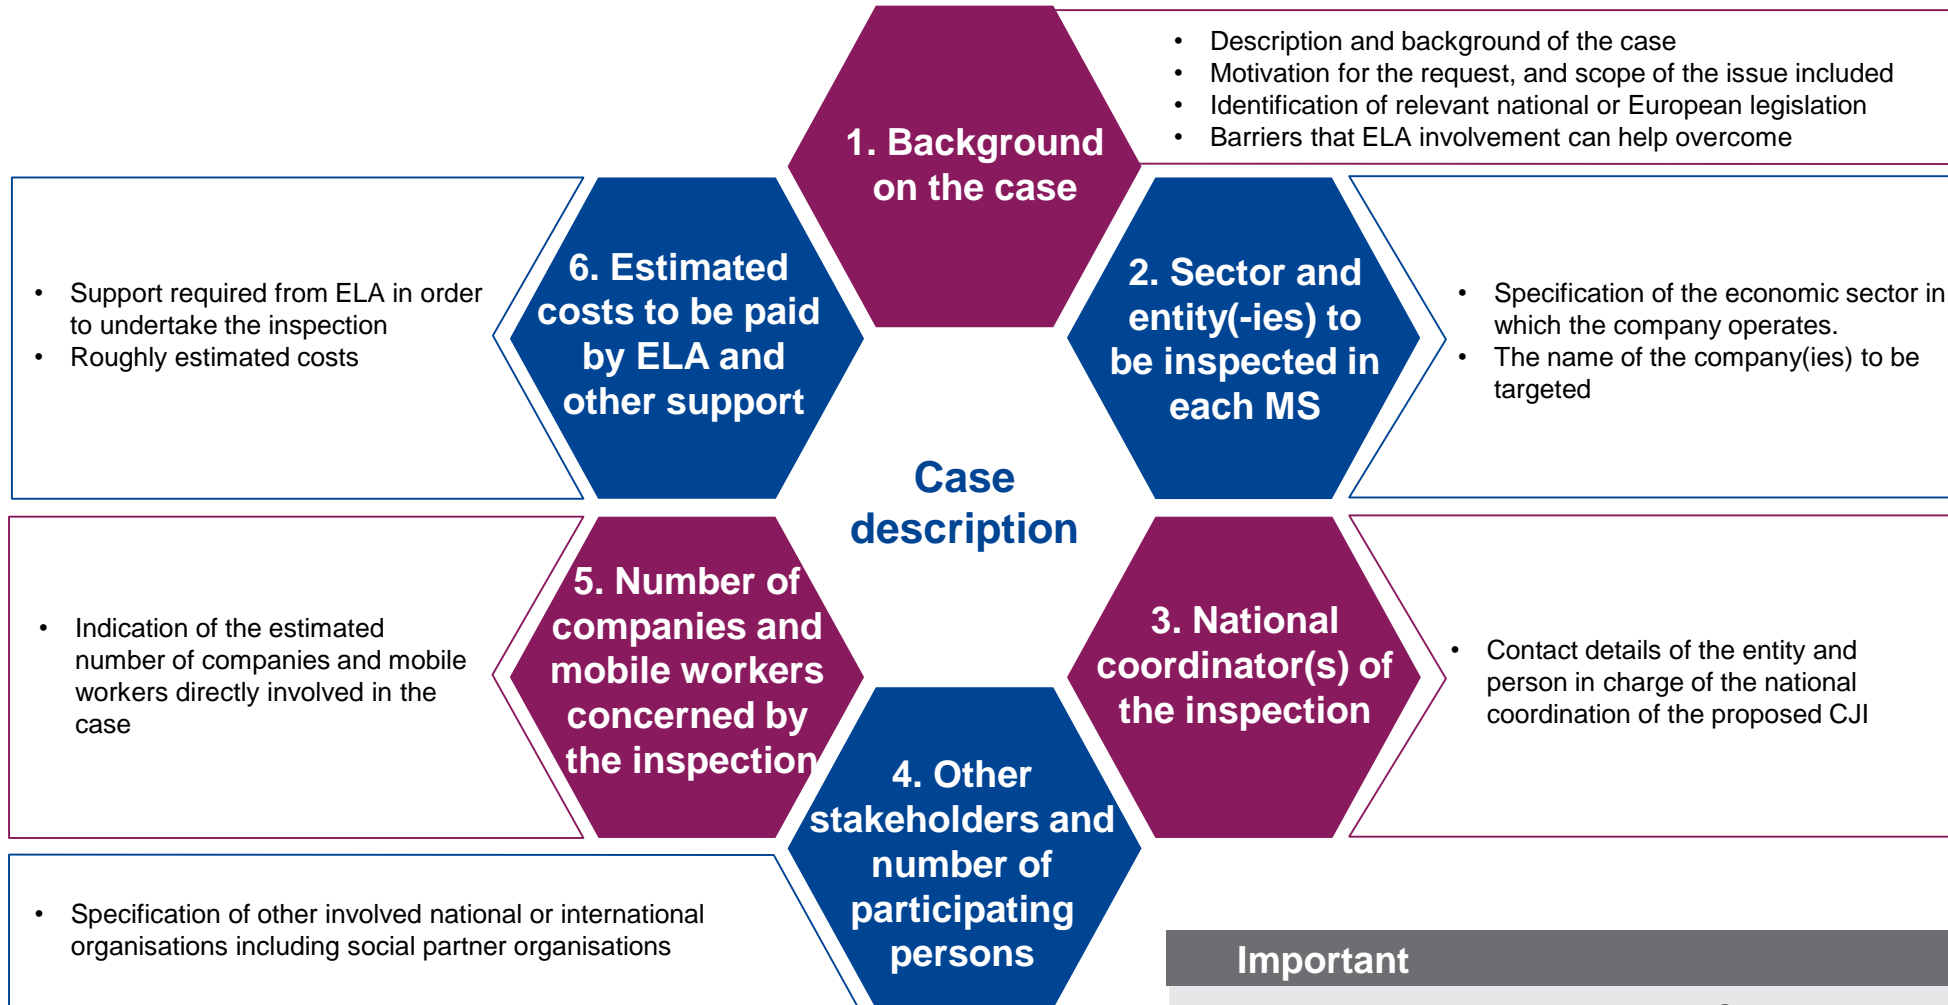 1. Background
on the case
• Description and background of the case
• Motivation for the request, and scope of the issue included
• Identification of relevant national or European legislation
• Barriers that ELA involvement can help overcome
2. Sector and
entity(-ies) to
be inspected in
each MS
• Specification of the economic sector in
which the company operates.
• The name of the company(ies) to be
targeted
3. National
coordinator(s) of
the inspection
• Contact details of the entity and
person in charge of the national
coordination of the proposed CJI
4. Other
stakeholders and
number of
participating
persons
• Specification of other involved national or international
organisations including social partner organisations
5. Number of
companies and
mobile workers
concerned by
the inspection
• Indication of the estimated
number of companies and mobile
workers directly involved in the
case
6. Estimated
costs to be paid
by ELA and
other support
• Support required from ELA in order
to undertake the inspection
• Roughly estimated costs
Case
description
Important